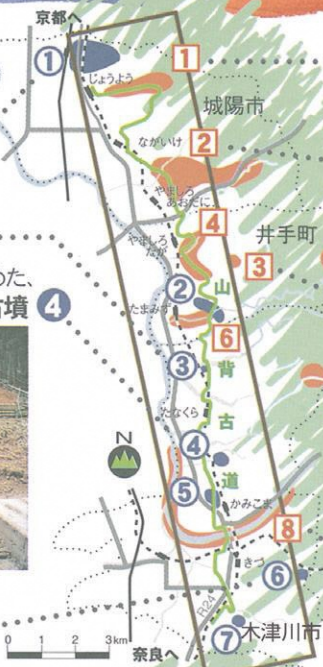 京都へ
①
じょうよう
1
城陽市
ながいけ
2
やましろ
あおだに
4
井手町
やましろ
たが
3
めた、
古墳 ④
②
山
たまみず
6
③
背
古
たなくら
N
④
道
⑤
かみこま
8
きづ
⑥
R24
木津川市
⑦
0 1 2 3km
奈良へ